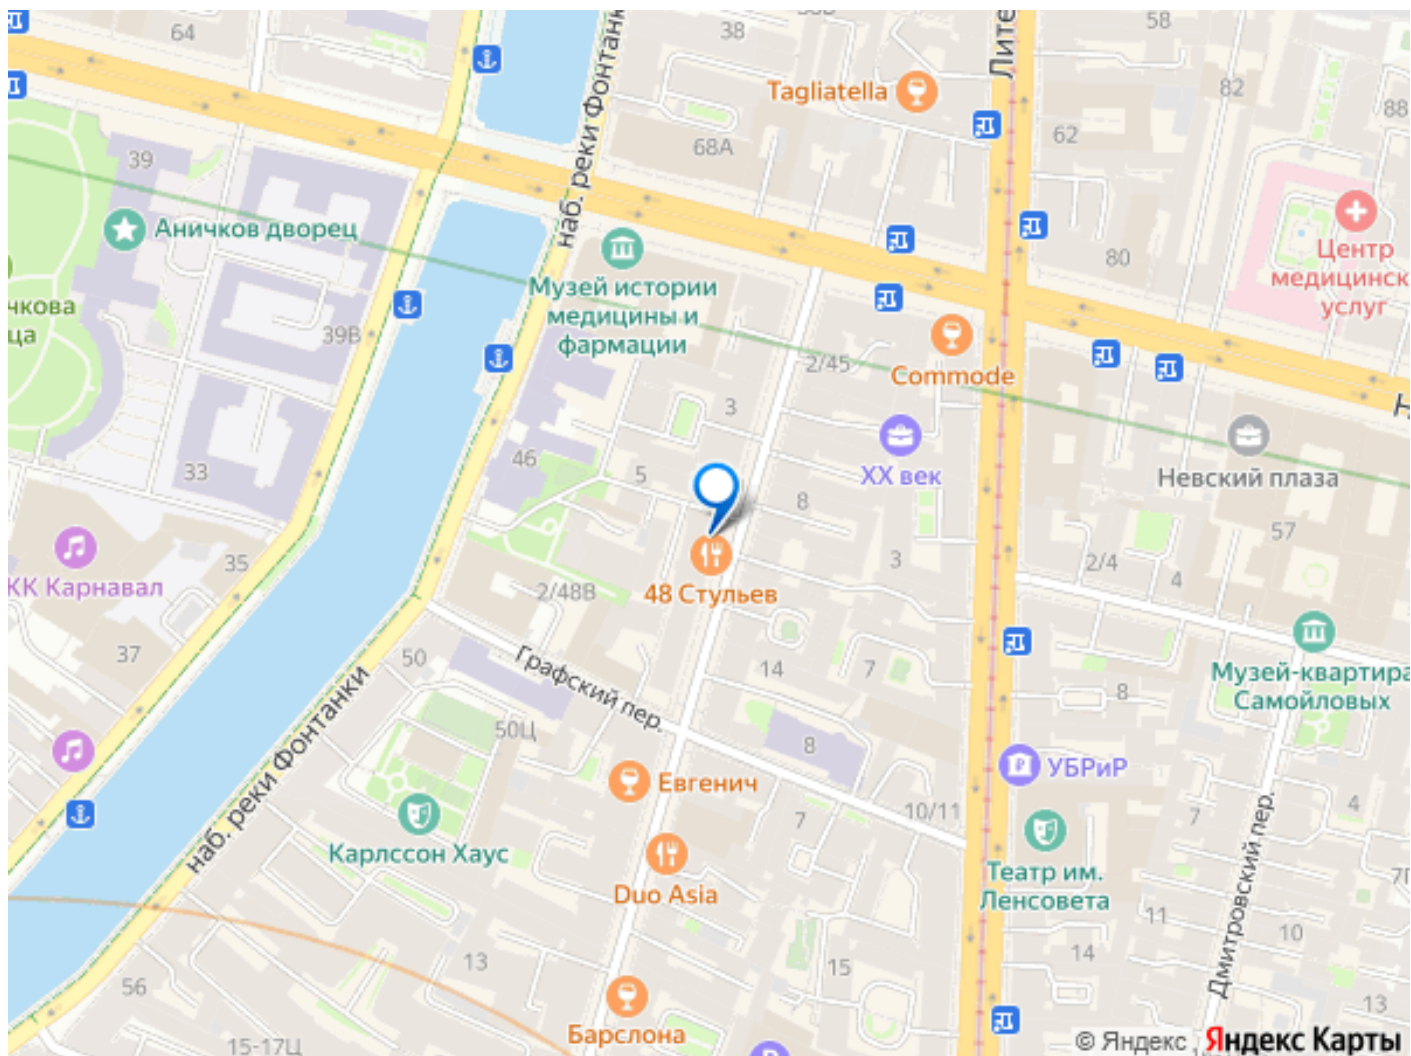 64
38
58
Лите
82
88
Tagliatella
62
68А
39
наб. реки Фонтанк
Аничков дворец
Центр
медицинск
услуг
80
Музей истории
медицины и
фармации
чкова
ца
39В
2/45
Commode
Н
3
46
33
5
XX век
Невский плаза
8
57
35
КК Карнавал
2/48В
48 Стульев
3
2/4
4
37
50
Графский пер.
14
7
8
Музей-квартира
Самойловых
50Ц
8
УБРиР
Евгенич
наб. реки Фонтанки
10/11
7
7
4
Карлссон Хаус
Duo Asia
Театр им.
Ленсовета
Дмитровский пер.
7Г
11
10
13
15
14
56
13
Барслона
15-17Ц
© Яндекс Яндекс Карты